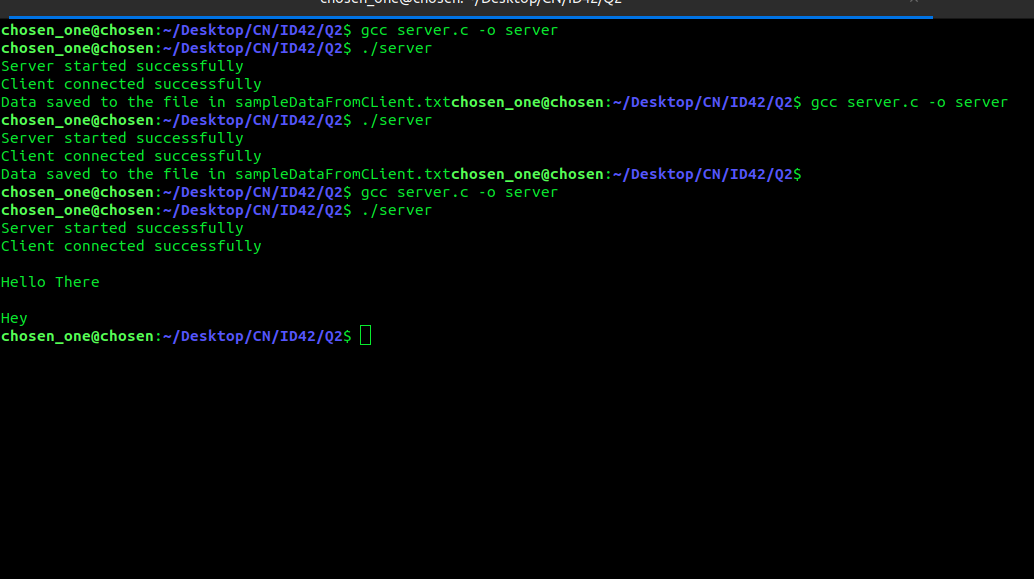 chosen_one@chosen: ~/Desktop/CN/ID42/Q2
chosen_one@chosen:~/Desktop/CN/ID42/Q2$ gcc server.c -o server
chosen_one@chosen:~/Desktop/CN/ID42/Q2$ ./server
Server started successfully
Client connected successfully
Data saved to the file in sampleDataFromCLient.txtchosen_one@chosen:~/Desktop/CN/ID42/Q2$ gcc server.c -o server
chosen_one@chosen:~/Desktop/CN/ID42/Q2$ ./server
Server started successfully
Client connected successfully
Data saved to the file in sampleDataFromCLient.txtchosen_one@chosen:~/Desktop/CN/ID42/Q2$
chosen_one@chosen:~/Desktop/CN/ID42/Q2$ gcc server.c -o server
chosen_one@chosen:~/Desktop/CN/ID42/Q2$ ./server
Server started successfully
Client connected successfully
Hello There
Hey
chosen_one@chosen:~/Desktop/CN/ID42/Q2$